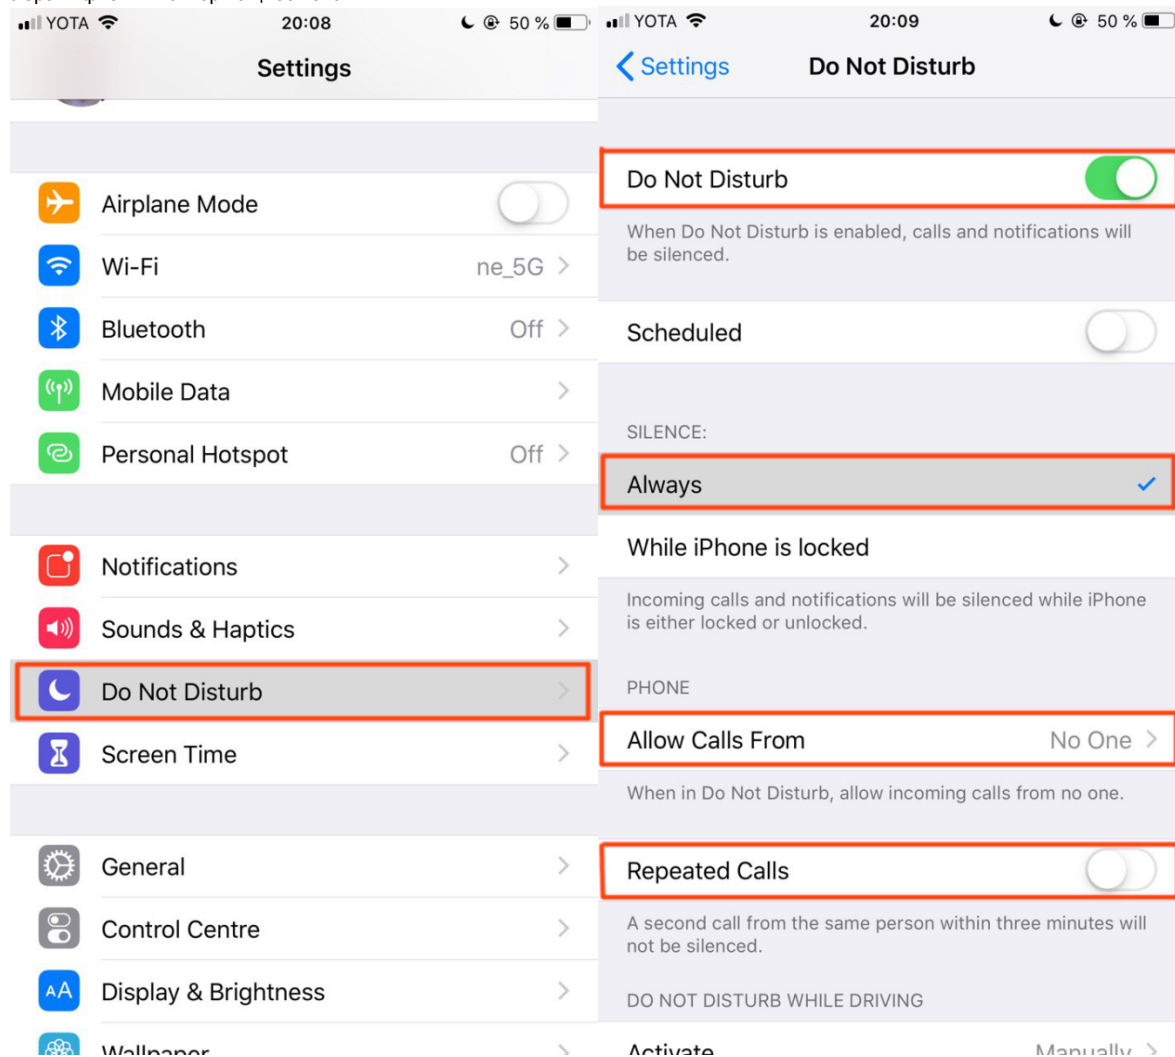 YOTA 20:08 50 %
Settings
Airplane Mode
Wi-Fi ne_5G
Bluetooth Off
Mobile Data
Personal Hotspot Off
Notifications
Sounds & Haptics
Do Not Disturb
Screen Time
General
Control Centre
AA Display & Brightness
Wallpaper
YOTA 20:09 50 %
Settings Do Not Disturb
Do Not Disturb
When Do Not Disturb is enabled, calls and notifications will
be silenced.
Scheduled
SILENCE:
Always
While iPhone is locked
Incoming calls and notifications will be silenced while iPhone
is either locked or unlocked.
PHONE
Allow Calls From No One
When in Do Not Disturb, allow incoming calls from no one.
Repeated Calls
A second call from the same person within three minutes will
not be silenced.
DO NOT DISTURB WHILE DRIVING
Activate Manually